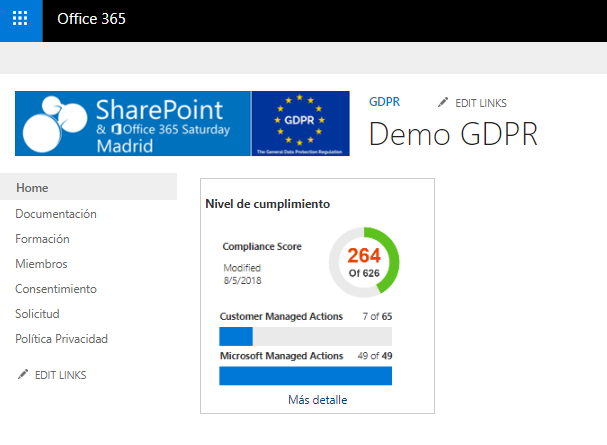 Office 365
SharePoint
& Office 365 Saturday
Madrid
GDPR
The General Data Protection Regulation
GDPR
EDIT LINKS
Demo GDPR
Home
Documentación
Formación
Miembros
Consentimiento
Solicitud
Política Privacidad
EDIT LINKS
Nivel de cumplimiento
Compliance Score
Modified
8/5/2018
264
Of 626
Customer Managed Actions 7 of 65
Microsoft Managed Actions 49 of 49
Más detalle